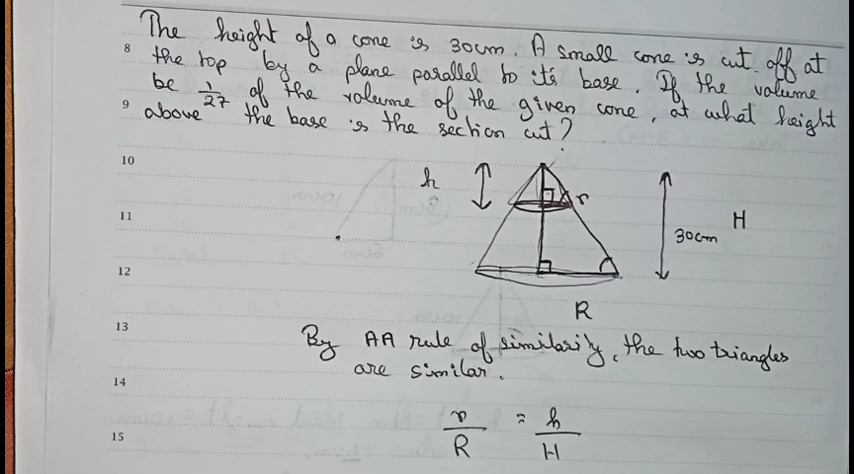 The height of a cone is 30cm. A small cone is cut off at
8
the top by a plane parallel to its base. If the volume
be 1/27 of the volume of the given cone, at what height
9
above the base is the section cut?
10
h
r
11
30cm
H
12
R
13
By AA rule of similarity, the two triangles
are similar.
14
r/R = h/H
15